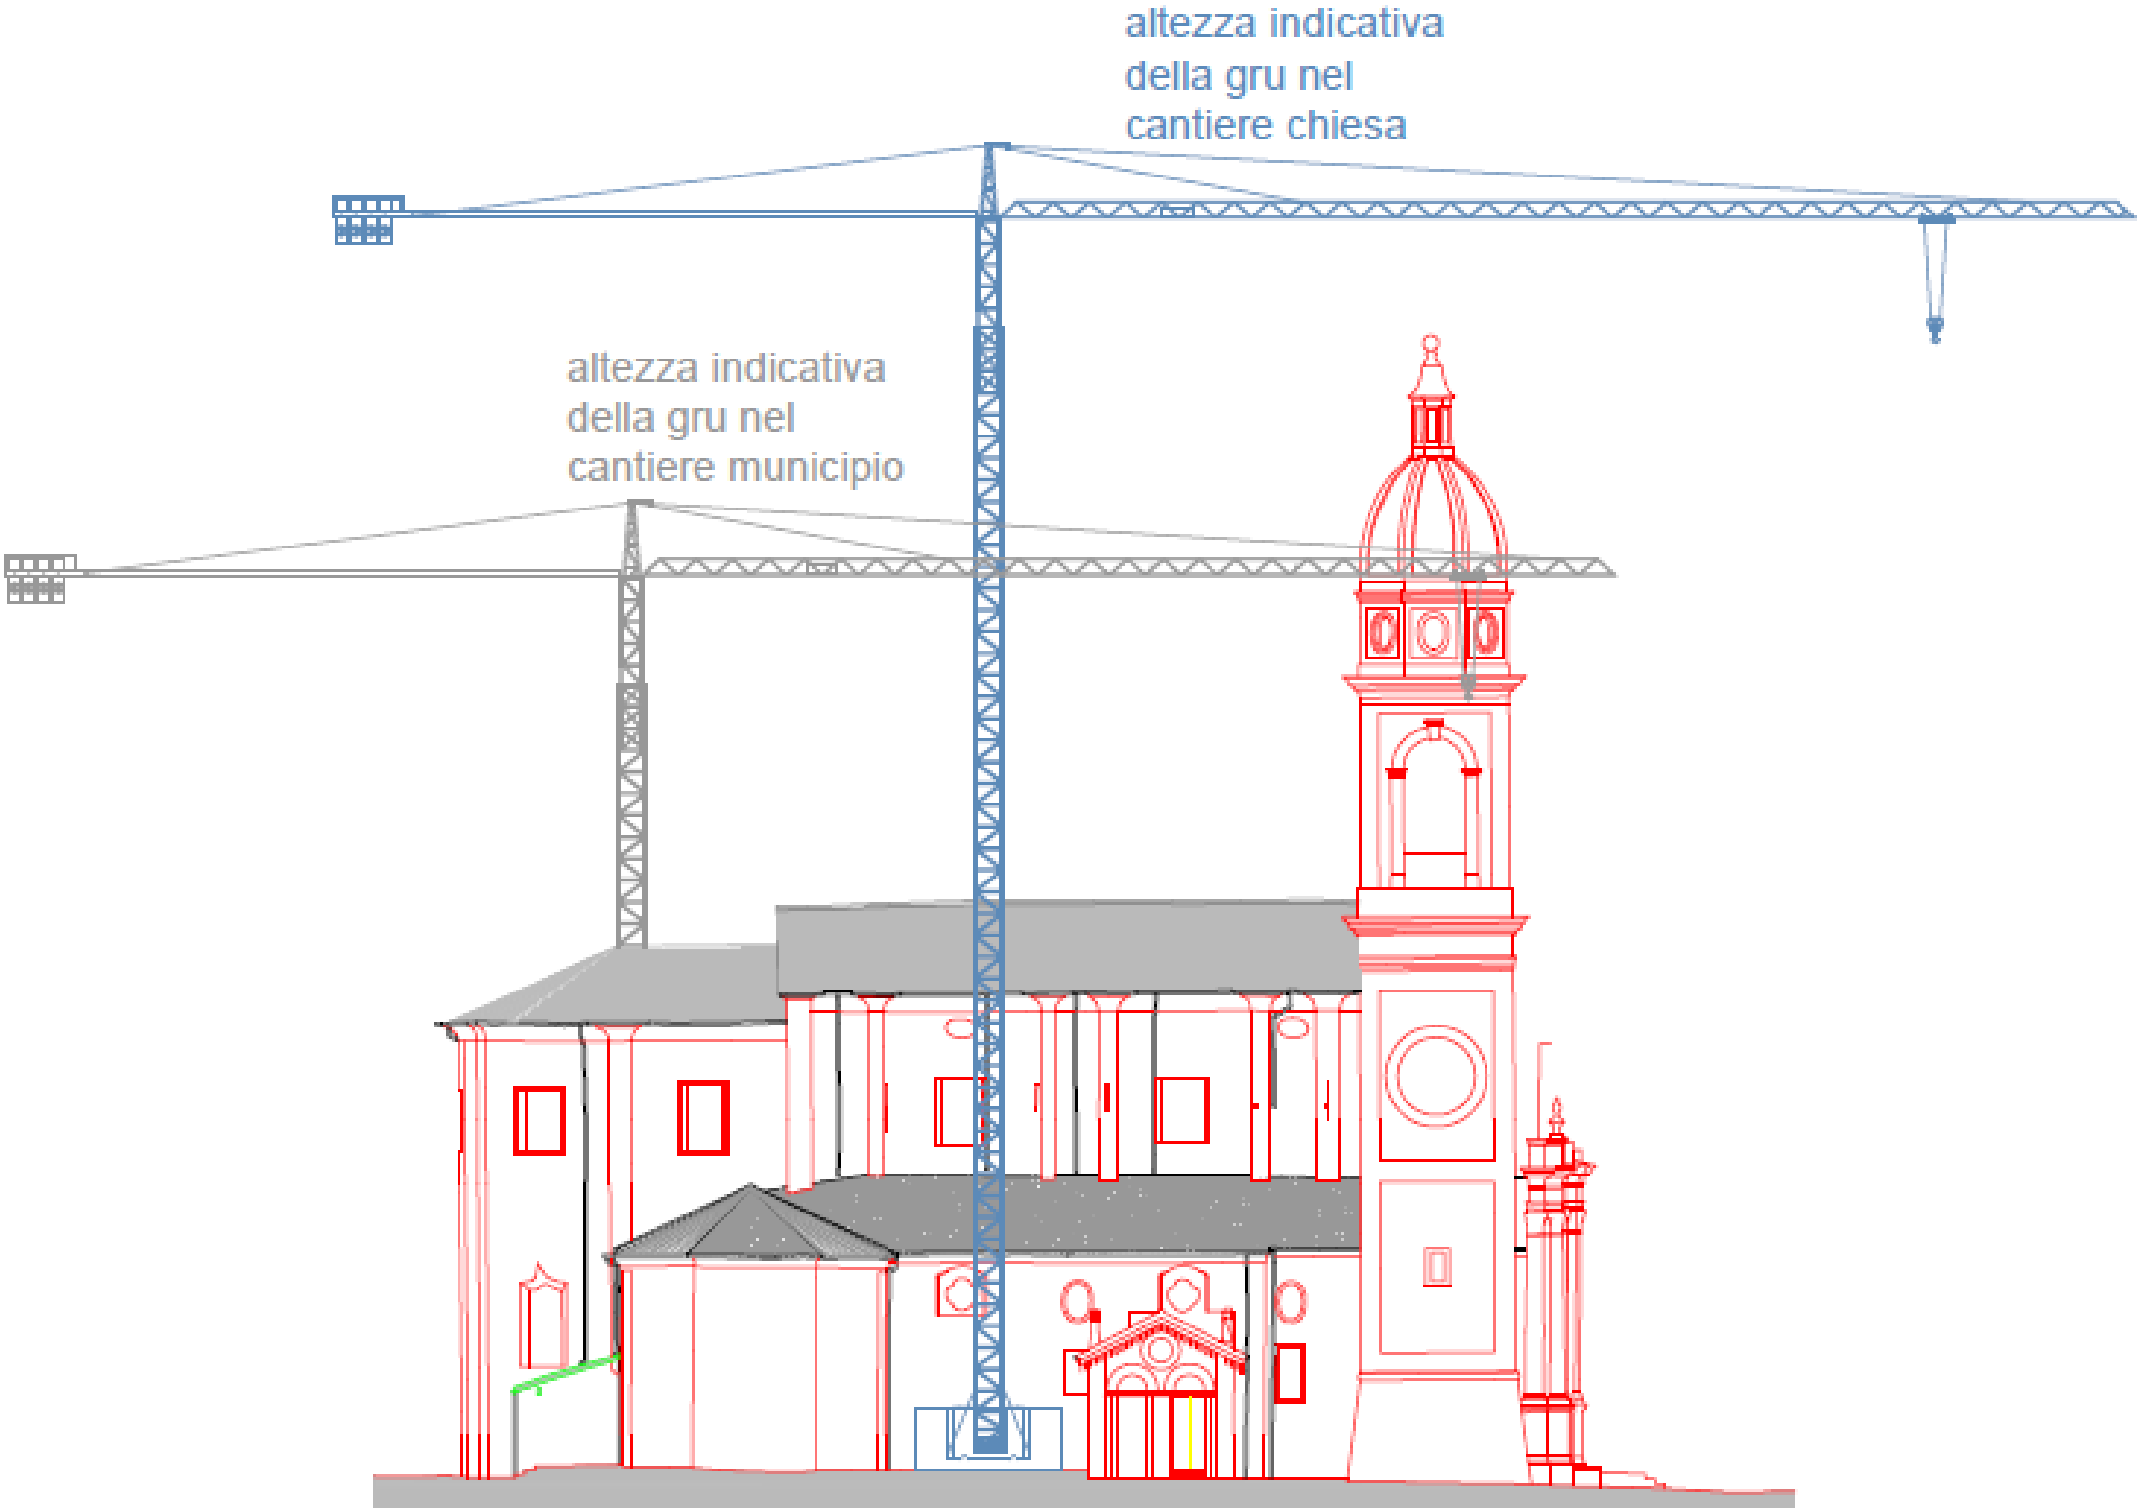 altezza indicativa
della gru nel
cantiere chiesa
altezza indicativa
della gru nel
cantiere municipio